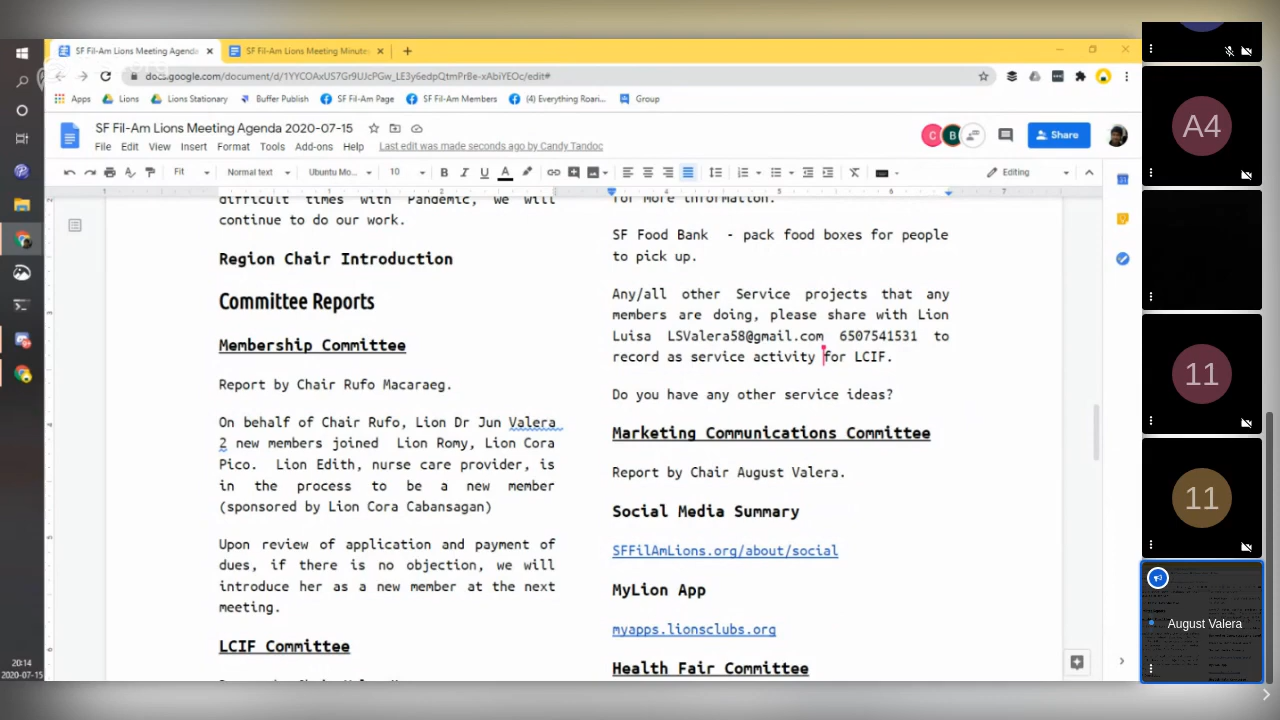 SF Fil-Am Lions Meeting Agenda
SF Fil-Am Lions Meeting Minute
docs.google.com/document/d/1YYCOAxUS7Gr9UJcPGw_LE3y6edpQtmPrBe-xAbiYEOc/edit#
Apps
Lions
Lions Stationary
Buffer Publish
SF Fil-Am Page
SF Fil-Am Members
(4) Everything Roari...
Group
SF Fil-Am Lions Meeting Agenda 2020-07-15
File Edit View Insert Format Tools Add-ons Help
Last edit was made seconds ago by Candy Tandoc
C
B
Share
Fit
Normal text
Ubuntu Mo...
10
B I U A
Editing
1 1 2 3 4 5 6 7
difficult times with Pandemic, we will
continue to do our work.
Region Chair Introduction
Committee Reports
Membership Committee
Report by Chair Rufo Macaraeg.
On behalf of Chair Rufo, Lion Dr Jun Valera
2 new members joined Lion Romy, Lion Cora
Pico. Lion Edith, nurse care provider, is
in the process to be a new member
(sponsored by Lion Cora Cabansagan)
Upon review of application and payment of
dues, if there is no objection, we will
introduce her as a new member at the next
meeting.
LCIF Committee
for more information.
SF Food Bank - pack food boxes for people
to pick up.
Any/all other Service projects that any
members are doing, please share with Lion
Luisa LSValera58@gmail.com 6507541531 to
record as service activity for LCIF.
Do you have any other service ideas?
Marketing Communications Committee
Report by Chair August Valera.
Social Media Summary
SFFilAmLions.org/about/social
MyLion App
myapps.lionsclubs.org
Health Fair Committee
20:14
2020-07-15
A4
11
11
August Valera